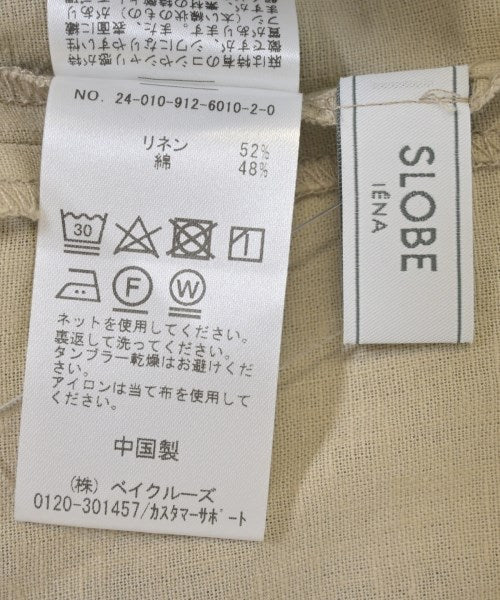 NO. 24-010-912-6010-2-0
リネン 52%
綿 48%
30
F
W
ネットを使用してください。
裏返して洗ってください。
タンブラー乾燥はお避けくだ
さい。
アイロンは当て布を使用して
ください。
中国製
(株) ベイクルーズ
0120-301457/カスタマーサポート
SLOBE
IÉNA